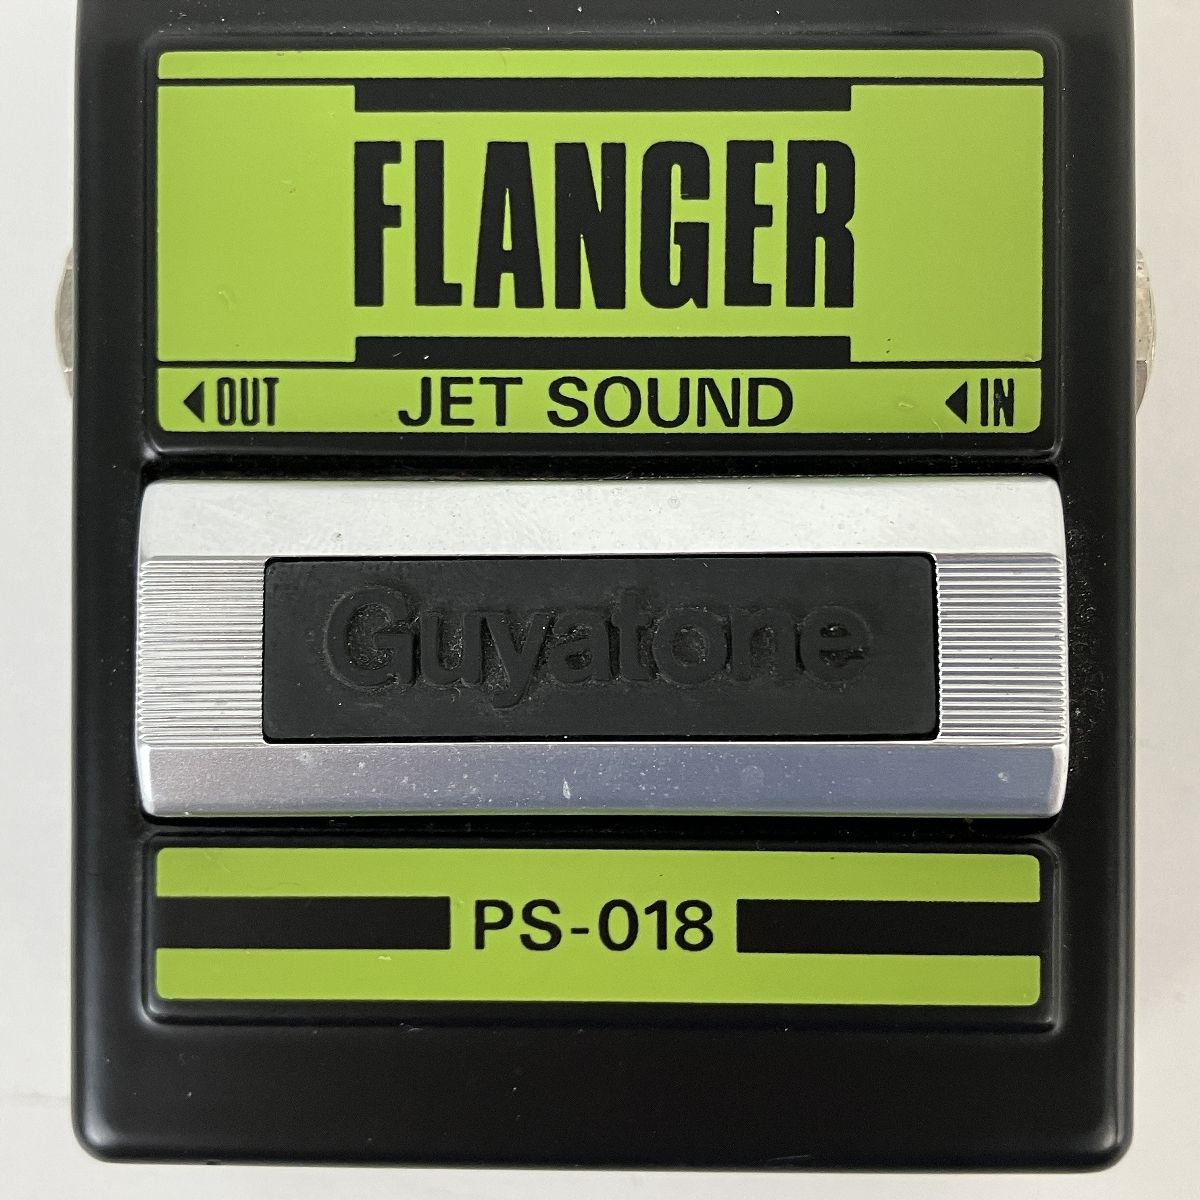 FLANGER
◀OUT JET SOUND ◀IN
Guyatone
PS-018